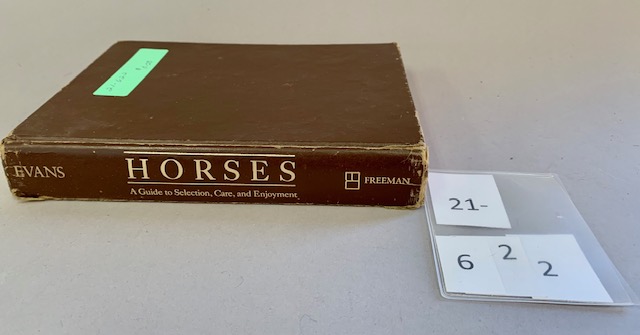 EVANS
HORSES
A Guide to Selection, Care, and Enjoyment
FREEMAN
21-
6 2 2